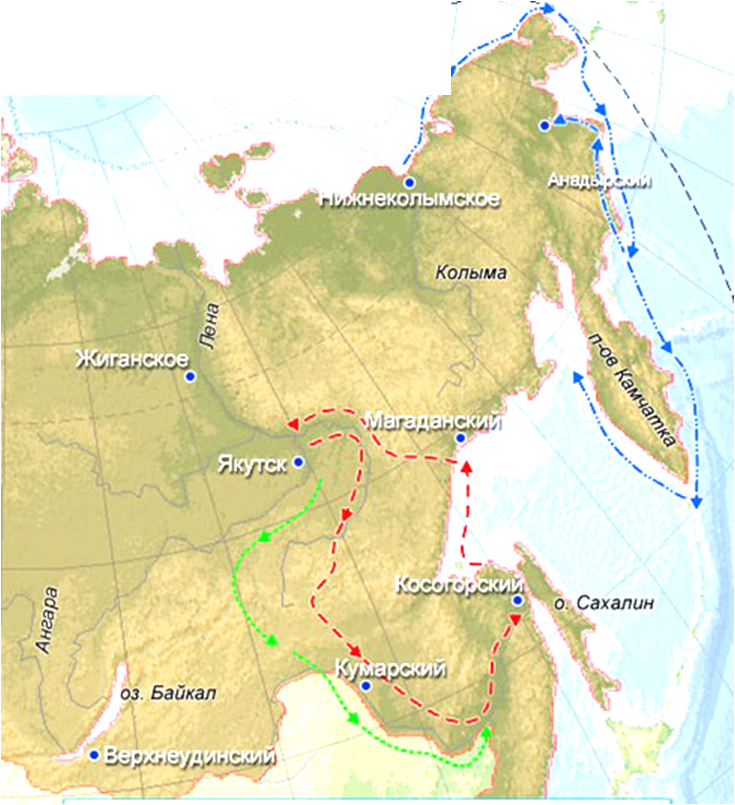 Анадырский
Нижнеколымское
Колыма
Лена
Жиганское
п-ов Камчатка
Магаданский
Якутск
Косогорский
о. Сахалин
Ангара
Кумарский
оз. Байкал
Верхнеудинский